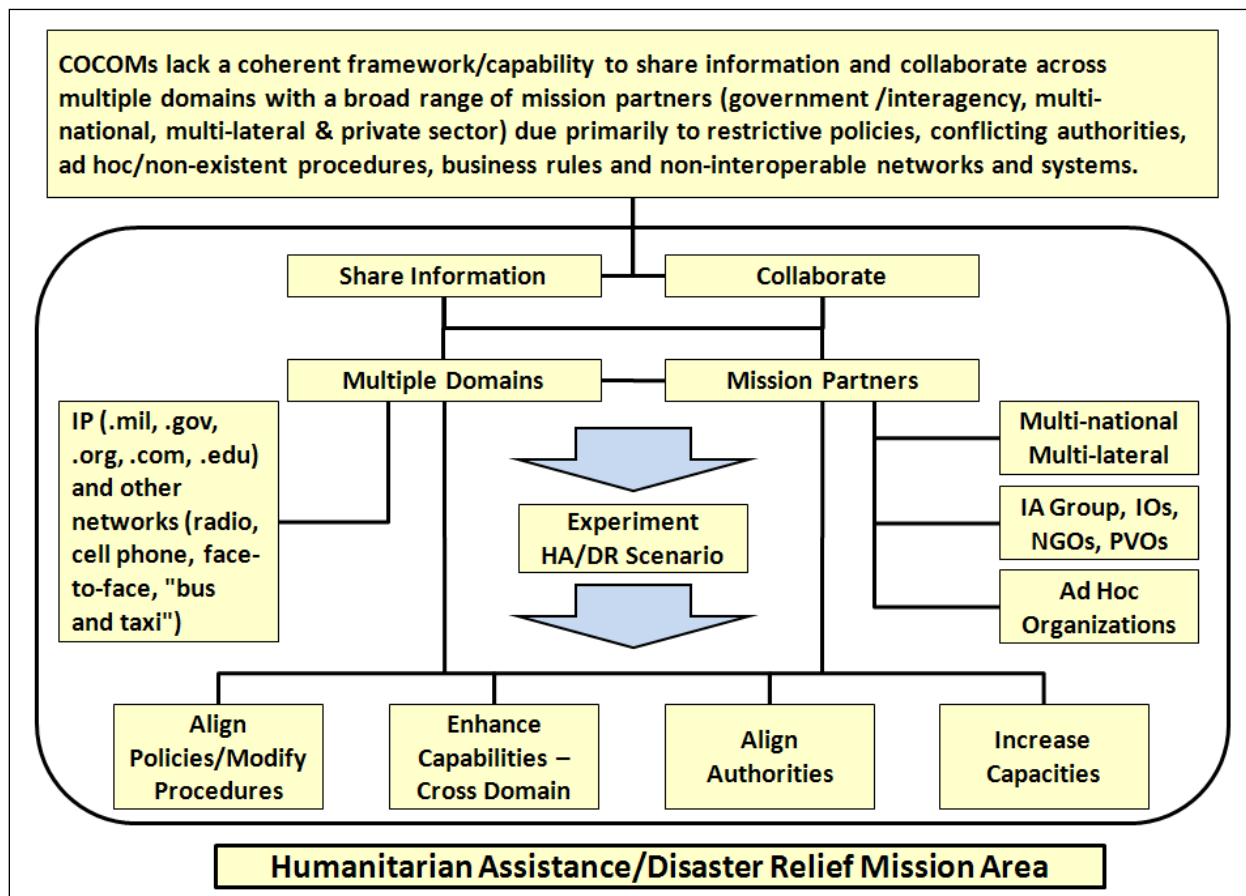 COCOMs lack a coherent framework/capability to share information and collaborate across
multiple domains with a broad range of mission partners (government /interagency, multi-
national, multi-lateral & private sector) due primarily to restrictive policies, conflicting authorities,
ad hoc/non-existent procedures, business rules and non-interoperable networks and systems.
Share Information
Collaborate
Multiple Domains
Mission Partners
IP (.mil, .gov,
.org, .com, .edu)
and other
networks (radio,
cell phone, face-
to-face, "bus
and taxi")
Experiment
HA/DR Scenario
Multi-national
Multi-lateral
IA Group, IOs,
NGOs, PVOs
Ad Hoc
Organizations
Align
Policies/Modify
Procedures
Enhance
Capabilities –
Cross Domain
Align
Authorities
Increase
Capacities
Humanitarian Assistance/Disaster Relief Mission Area